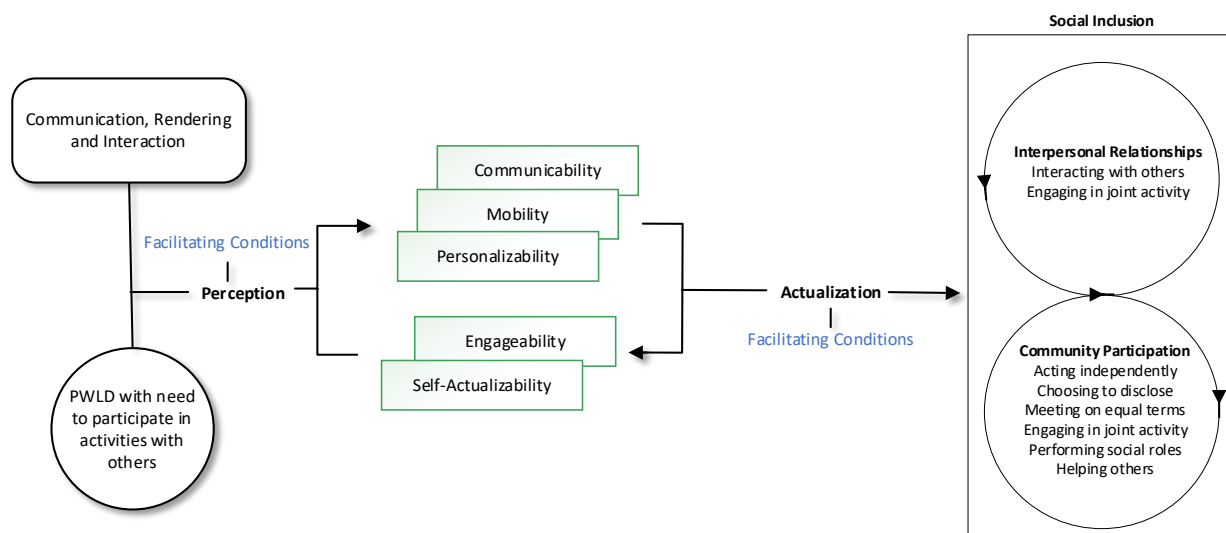 Social Inclusion
Communication, Rendering
and Interaction
Facilitating Conditions
Perception
PWLD with need
to participate in
activities with
others
Communicability
Mobility
Personalizability
Engageability
Self-Actualizability
Actualization
Facilitating Conditions
Interpersonal Relationships
Interacting with others
Engaging in joint activity
Community Participation
Acting independently
Choosing to disclose
Meeting on equal terms
Engaging in joint activity
Performing social roles
Helping others